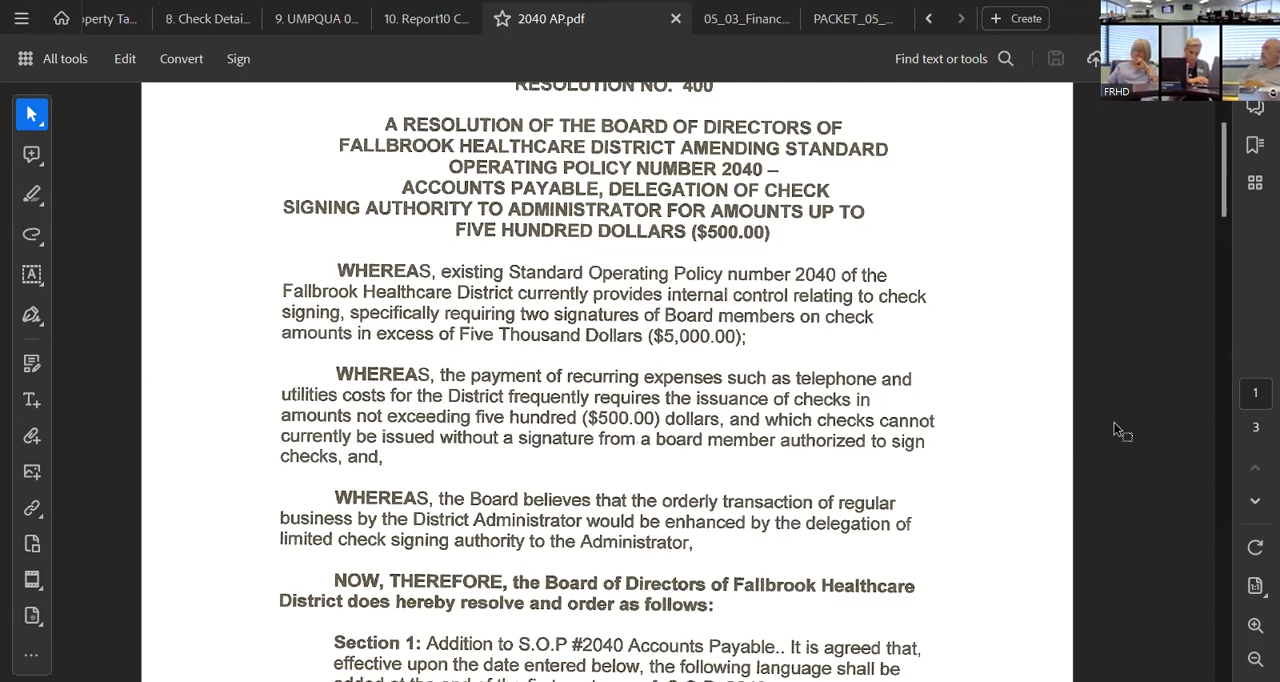 operty Ta...
8. Check Detai...
9. UMPQUA 0...
10. Report10 C...
2040 AP.pdf
05_03_Financ...
PACKET_05_...
Create
All tools
Edit
Convert
Sign
Find text or tools
FRHD
RESOLUTION NO. 400
A RESOLUTION OF THE BOARD OF DIRECTORS OF
FALLBROOK HEALTHCARE DISTRICT AMENDING STANDARD
OPERATING POLICY NUMBER 2040 –
ACCOUNTS PAYABLE, DELEGATION OF CHECK
SIGNING AUTHORITY TO ADMINISTRATOR FOR AMOUNTS UP TO
FIVE HUNDRED DOLLARS ($500.00)
WHEREAS, existing Standard Operating Policy number 2040 of the
Fallbrook Healthcare District currently provides internal control relating to check
signing, specifically requiring two signatures of Board members on check
amounts in excess of Five Thousand Dollars ($5,000.00);
WHEREAS, the payment of recurring expenses such as telephone and
utilities costs for the District frequently requires the issuance of checks in
amounts not exceeding five hundred ($500.00) dollars, and which checks cannot
currently be issued without a signature from a board member authorized to sign
checks, and,
WHEREAS, the Board believes that the orderly transaction of regular
business by the District Administrator would be enhanced by the delegation of
limited check signing authority to the Administrator,
NOW, THEREFORE, the Board of Directors of Fallbrook Healthcare
District does hereby resolve and order as follows:
Section 1: Addition to S.O.P #2040 Accounts Payable.. It is agreed that,
effective upon the date entered below, the following language shall be
1
3